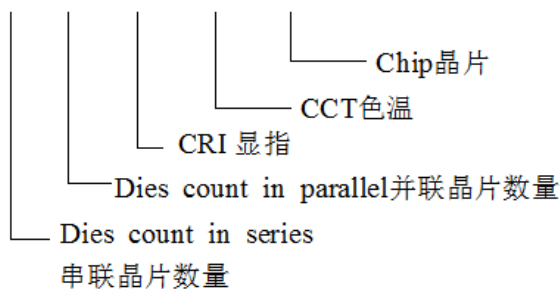 Chip晶片
CCT色温
CRI 显指
Dies count in parallel并联晶片数量
Dies count in series
串联晶片数量